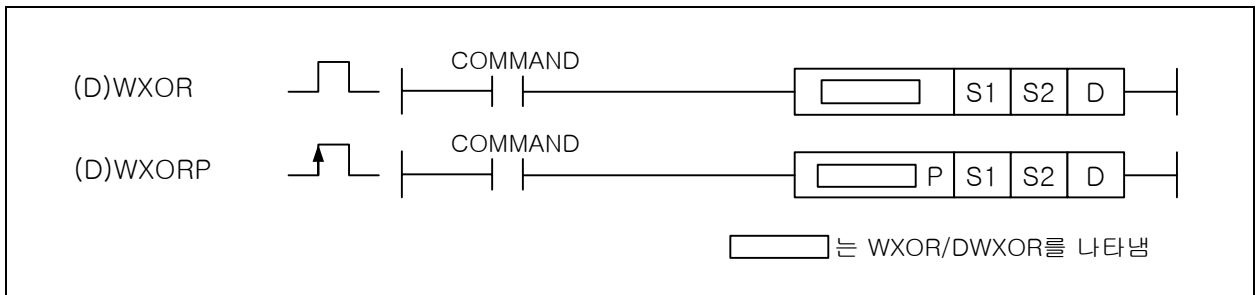 COMMAND
(D)WXOR S1 S2 D
COMMAND
(D)WXORP P S1 S2 D
는 WXOR/DWXOR를 나타냄